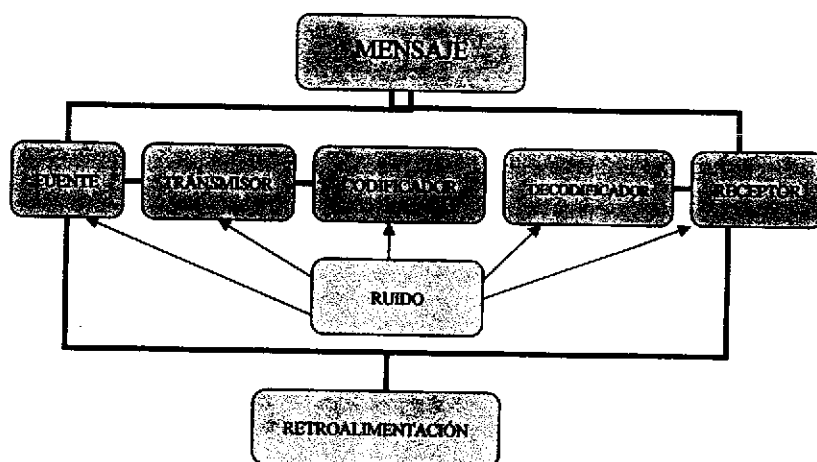 MENSAJE
FUENTE
TRANSMISOR
CODIFICADOR
DECODIFICADOR
RECEPTOR
RUIDO
RETROALIMENTACIÓN